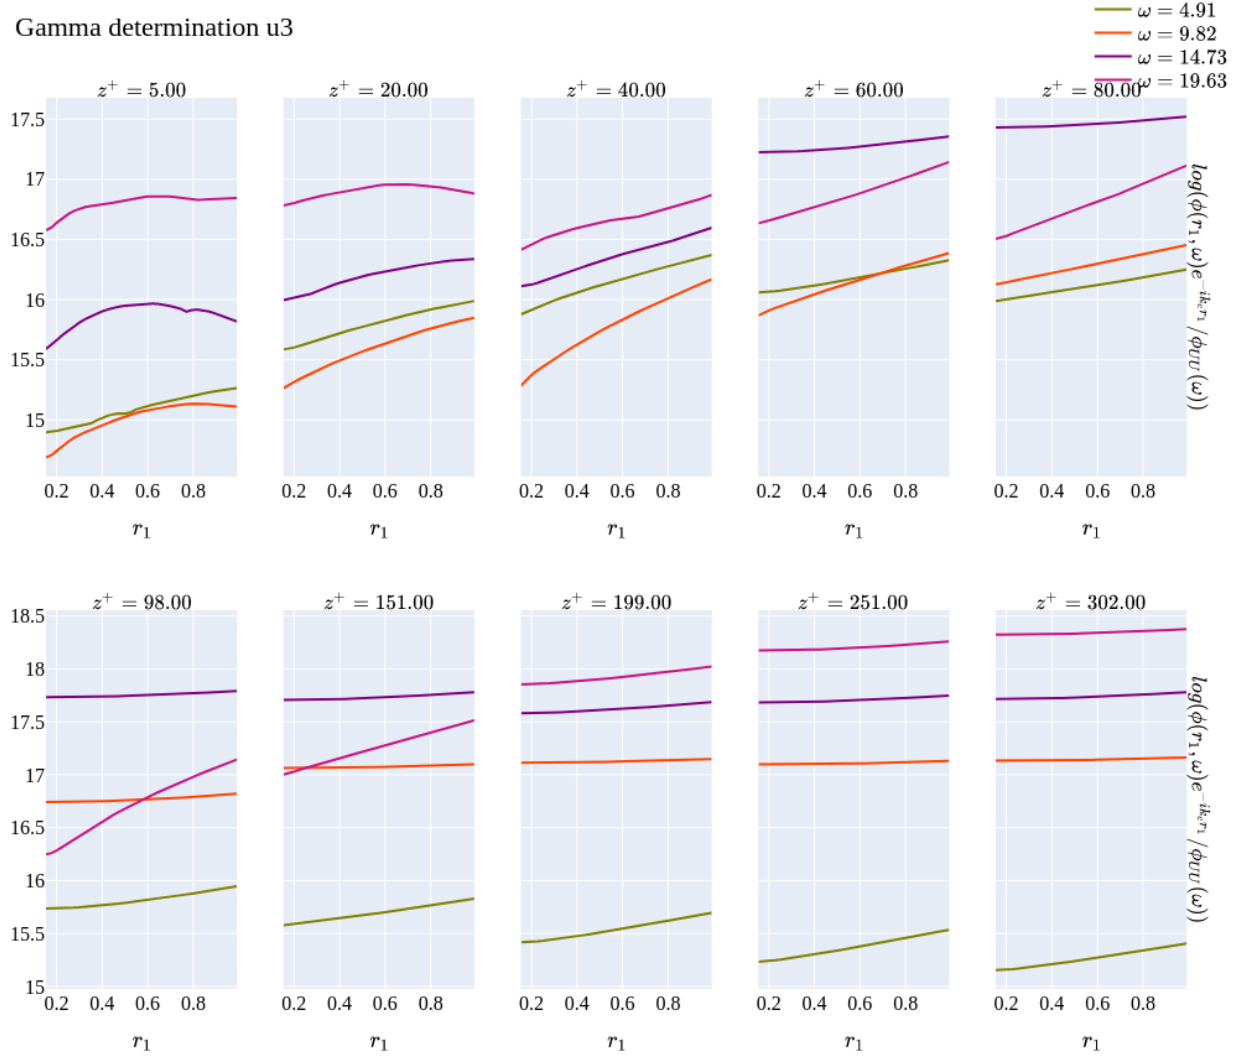 Gamma determination u3
ω = 4.91
ω = 9.82
ω = 14.73
ω = 19.63
z⁺ = 5.00 z⁺ = 20.00 z⁺ = 40.00 z⁺ = 60.00 z⁺ = 80.00
17.5
17
16.5
16
15.5
15
log(ϕ(r₁, ω)e^{−ik_c r₁}/ϕ_{UU}(ω))
0.2 0.4 0.6 0.8 0.2 0.4 0.6 0.8 0.2 0.4 0.6 0.8 0.2 0.4 0.6 0.8 0.2 0.4 0.6 0.8
r₁ r₁ r₁ r₁ r₁
z⁺ = 98.00 z⁺ = 151.00 z⁺ = 199.00 z⁺ = 251.00 z⁺ = 302.00
18.5
18
17.5
17
16.5
16
15.5
15
log(ϕ(r₁, ω)e^{−ik_c r₁}/ϕ_{UU}(ω))
0.2 0.4 0.6 0.8 0.2 0.4 0.6 0.8 0.2 0.4 0.6 0.8 0.2 0.4 0.6 0.8 0.2 0.4 0.6 0.8
r₁ r₁ r₁ r₁ r₁